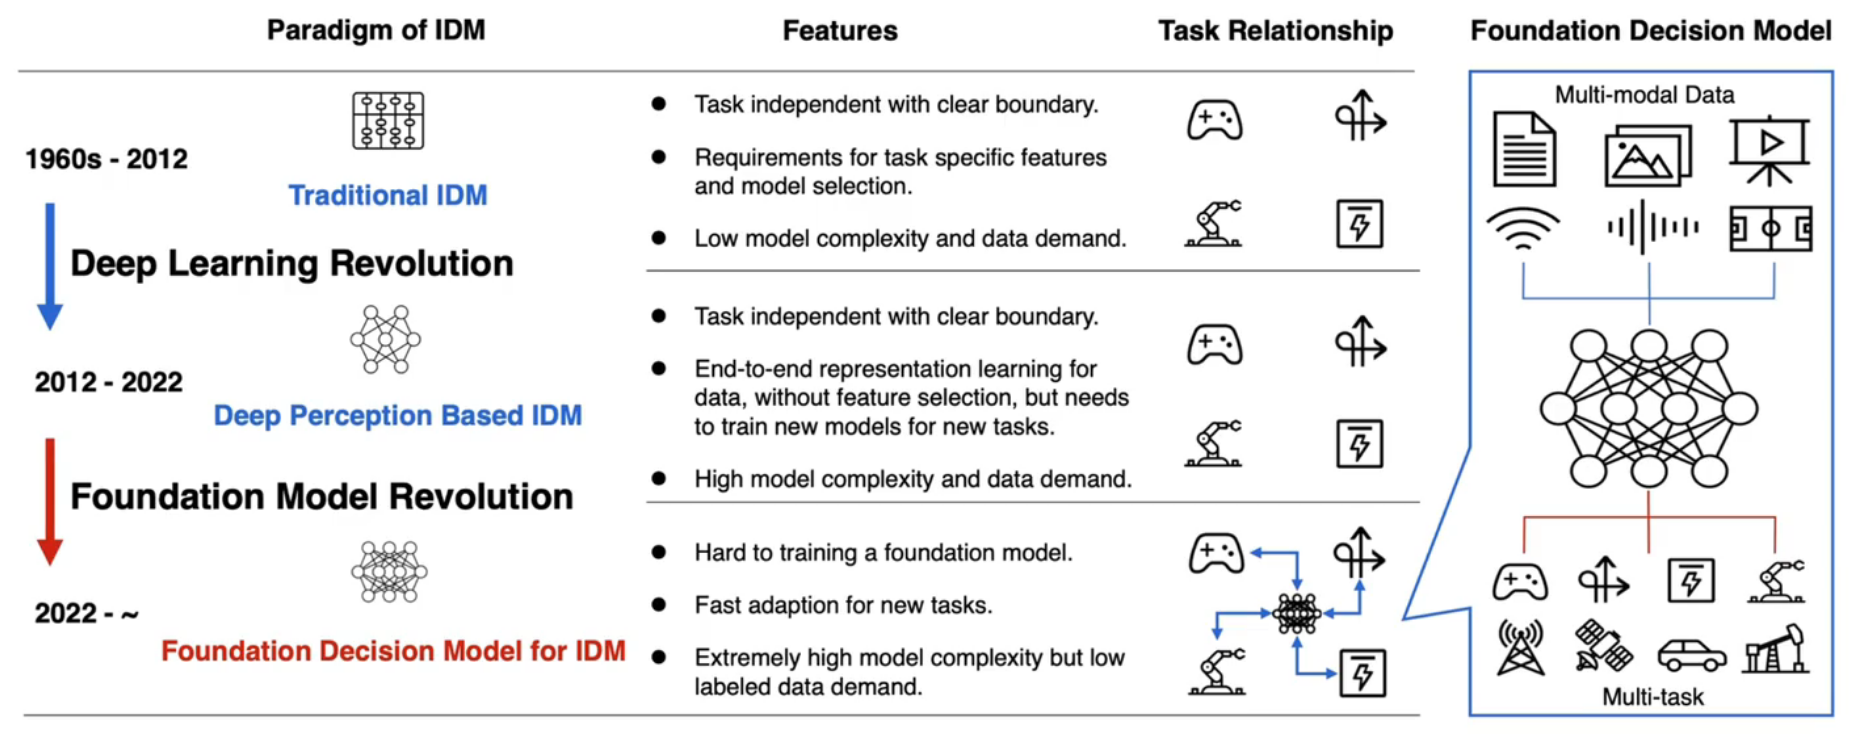 Paradigm of IDM
Features
Task Relationship
Foundation Decision Model
1960s - 2012
Traditional IDM
● Task independent with clear boundary.
● Requirements for task specific features
and model selection.
● Low model complexity and data demand.
Deep Learning Revolution
2012 - 2022
Deep Perception Based IDM
● Task independent with clear boundary.
● End-to-end representation learning for
data, without feature selection, but needs
to train new models for new tasks.
● High model complexity and data demand.
Foundation Model Revolution
2022 - ~
Foundation Decision Model for IDM
● Hard to training a foundation model.
● Fast adaption for new tasks.
● Extremely high model complexity but low
labeled data demand.
Multi-modal Data
Multi-task